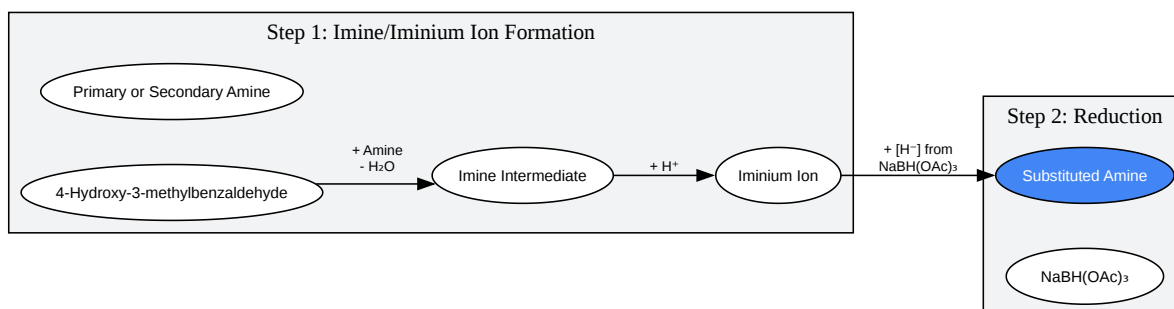 Step 1: Imine/Iminium Ion Formation
Primary or Secondary Amine
4-Hydroxy-3-methylbenzaldehyde
+ Amine
- H₂O
Imine Intermediate
+ H⁺
Iminium Ion
+ [H⁻] from
NaBH(OAc)₃
Step 2: Reduction
Substituted Amine
NaBH(OAc)₃